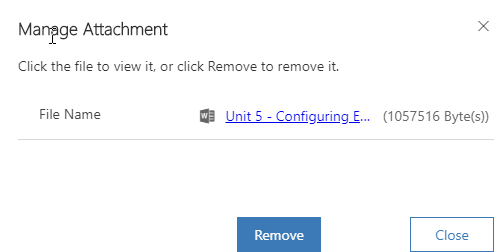 Manage Attachment
Click the file to view it, or click Remove to remove it.
File Name Unit 5 - Configuring E... (1057516 Byte(s))
Remove Close